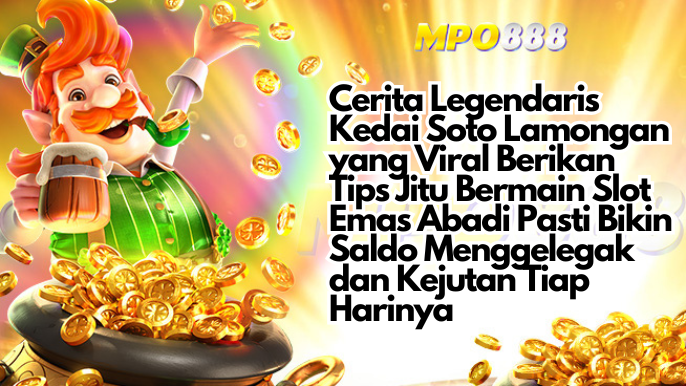 MPO888
Cerita Legendaris
Kedai Soto Lamongan
yang Viral Berikan
Tips Jitu Bermain Slot
Emas Abadi Pasti Bikin
Saldo Menggelegak
dan Kejutan Tiap
Harinya